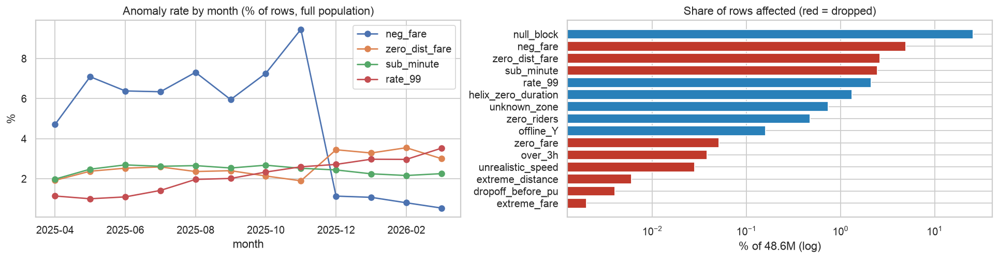 Anomaly rate by month (% of rows, full population)
neg_fare
zero_dist_fare
sub_minute
rate_99
8
6
4
2
%
2025-04
2025-06
2025-08
2025-10
2025-12
2026-02
month
Share of rows affected (red = dropped)
null_block
neg_fare
zero_dist_fare
sub_minute
rate_99
helix_zero_duration
unknown_zone
zero_riders
offline_Y
zero_fare
over_3h
unrealistic_speed
extreme_distance
dropoff_before_pu
extreme_fare
10⁻²
10⁻¹
10⁰
10¹
% of 48.6M (log)